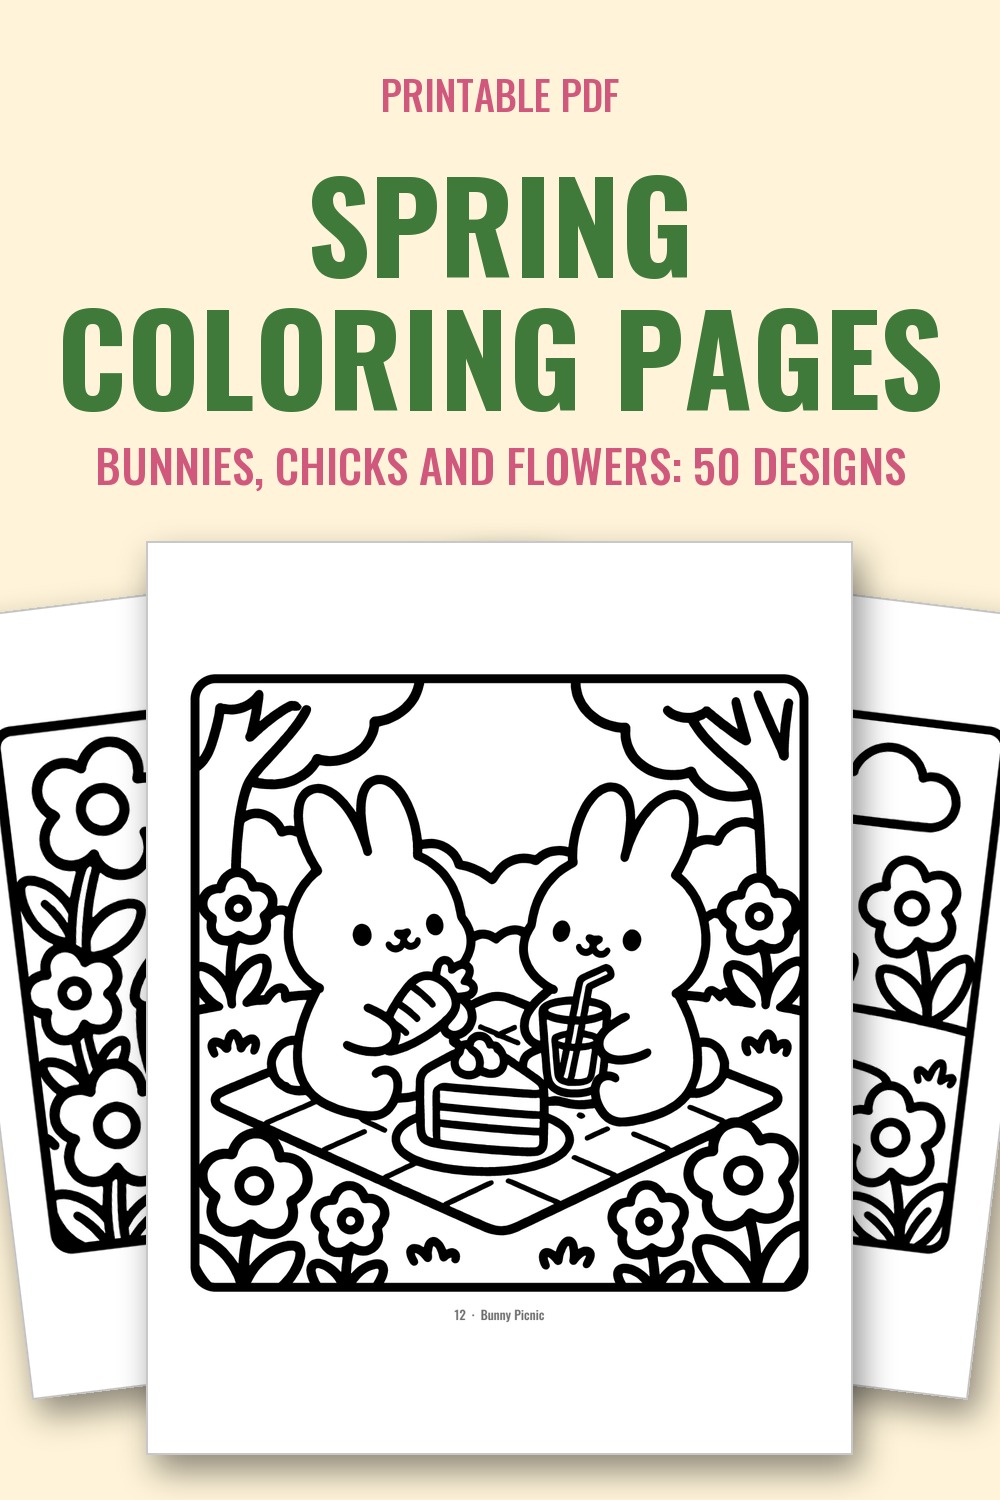 PRINTABLE PDF
SPRING
COLORING PAGES
BUNNIES, CHICKS AND FLOWERS: 50 DESIGNS
12 · Bunny Picnic